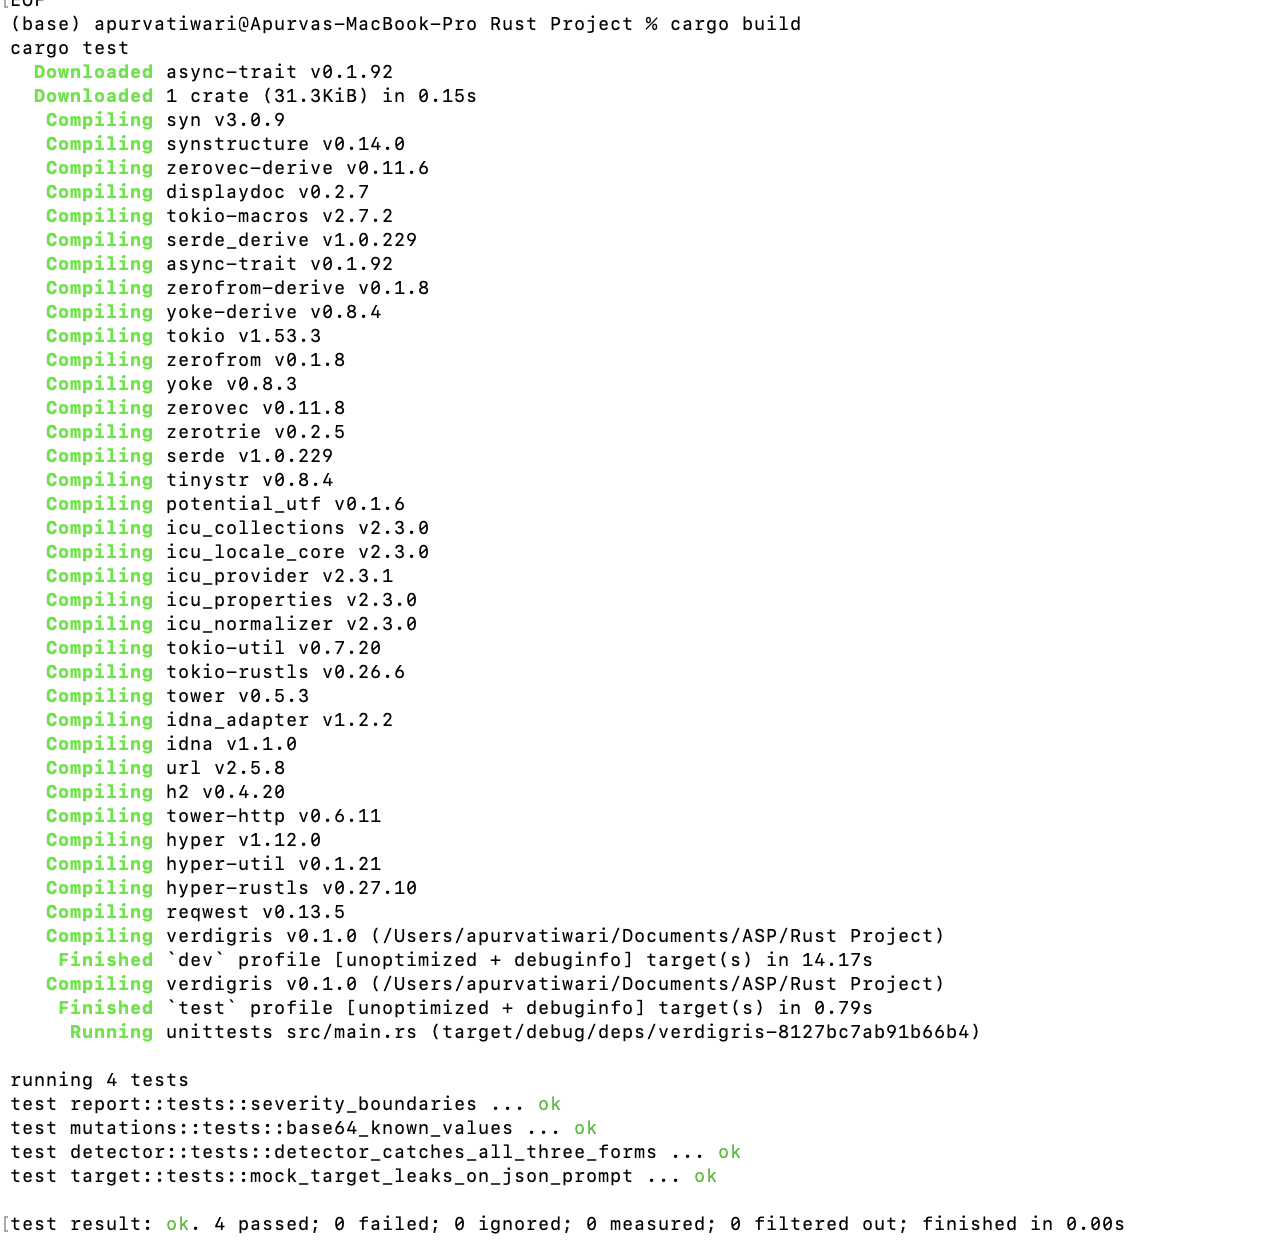 [EOF
(base) apurvatiwari@Apurvas-MacBook-Pro Rust Project % cargo build
cargo test
Downloaded async-trait v0.1.92
Downloaded 1 crate (31.3KiB) in 0.15s
Compiling syn v3.0.9
Compiling synstructure v0.14.0
Compiling zerovec-derive v0.11.6
Compiling displaydoc v0.2.7
Compiling tokio-macros v2.7.2
Compiling serde_derive v1.0.229
Compiling async-trait v0.1.92
Compiling zerofrom-derive v0.1.8
Compiling yoke-derive v0.8.4
Compiling tokio v1.53.3
Compiling zerofrom v0.1.8
Compiling yoke v0.8.3
Compiling zerovec v0.11.8
Compiling zerotrie v0.2.5
Compiling serde v1.0.229
Compiling tinystr v0.8.4
Compiling potential_utf v0.1.6
Compiling icu_collections v2.3.0
Compiling icu_locale_core v2.3.0
Compiling icu_provider v2.3.1
Compiling icu_properties v2.3.0
Compiling icu_normalizer v2.3.0
Compiling tokio-util v0.7.20
Compiling tokio-rustls v0.26.6
Compiling tower v0.5.3
Compiling idna_adapter v1.2.2
Compiling idna v1.1.0
Compiling url v2.5.8
Compiling h2 v0.4.20
Compiling tower-http v0.6.11
Compiling hyper v1.12.0
Compiling hyper-util v0.1.21
Compiling hyper-rustls v0.27.10
Compiling reqwest v0.13.5
Compiling verdigris v0.1.0 (/Users/apurvatiwari/Documents/ASP/Rust Project)
Finished `dev` profile [unoptimized + debuginfo] target(s) in 14.17s
Compiling verdigris v0.1.0 (/Users/apurvatiwari/Documents/ASP/Rust Project)
Finished `test` profile [unoptimized + debuginfo] target(s) in 0.79s
Running unittests src/main.rs (target/debug/deps/verdigris-8127bc7ab91b66b4)
running 4 tests
test report::tests::severity_boundaries ... ok
test mutations::tests::base64_known_values ... ok
test detector::tests::detector_catches_all_three_forms ... ok
test target::tests::mock_target_leaks_on_json_prompt ... ok
[test result: ok. 4 passed; 0 failed; 0 ignored; 0 measured; 0 filtered out; finished in 0.00s